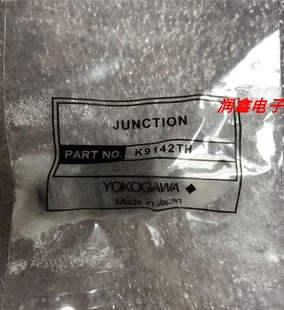 润鑫电子
JUNCTION
PART NO. K9142TH
YOKOGAWA ◆
Made in Japan